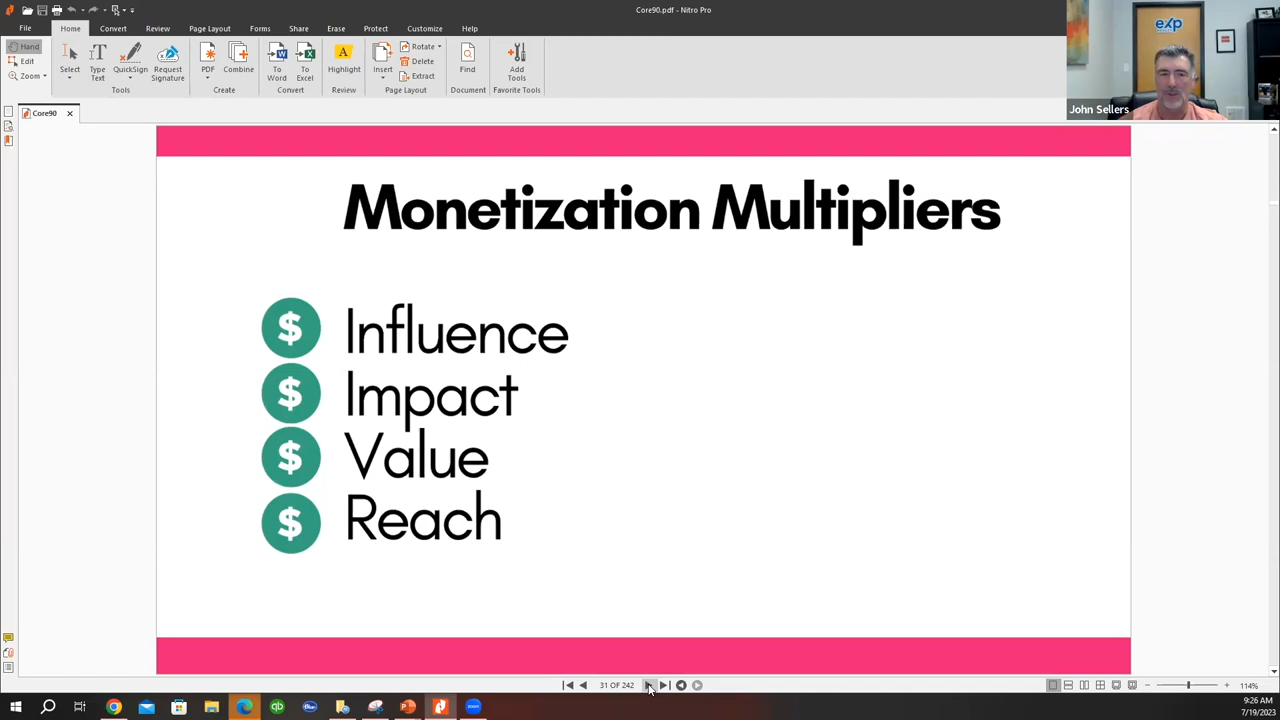 Core90.pdf - Nitro Pro
File Home Convert Review Page Layout Forms Share Erase Protect Customize Help
Hand
Edit
Zoom
Select
Type Text
QuickSign
Request Signature
Tools
PDF
Combine
Create
To Word
To Excel
Convert
Highlight
Review
Insert
Rotate
Delete
Extract
Page Layout
Find
Document
Add Tools
Favorite Tools
eXp
John Sellers
Core90
Monetization Multipliers
$ Influence
$ Impact
$ Value
$ Reach
31 OF 242
114%
9:26 AM
7/19/2023